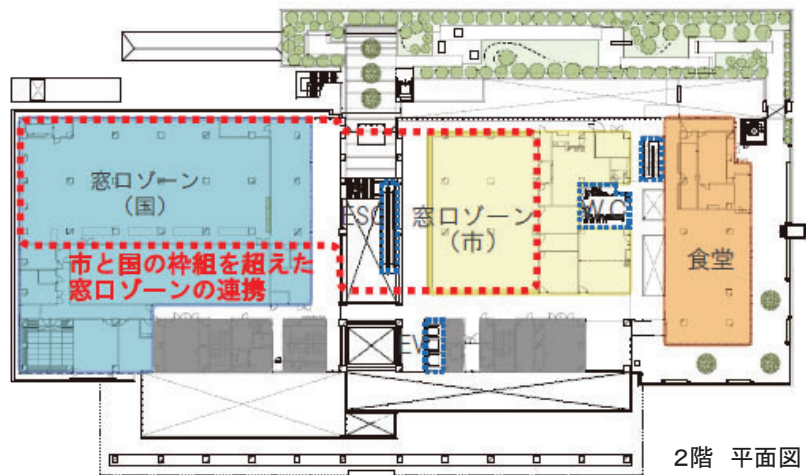 窓口ゾーン
（国）
ESC
窓口ゾーン
（市）
W.C
市と国の枠組を超えた
窓口ゾーンの連携
食堂
EV
2階 平面図